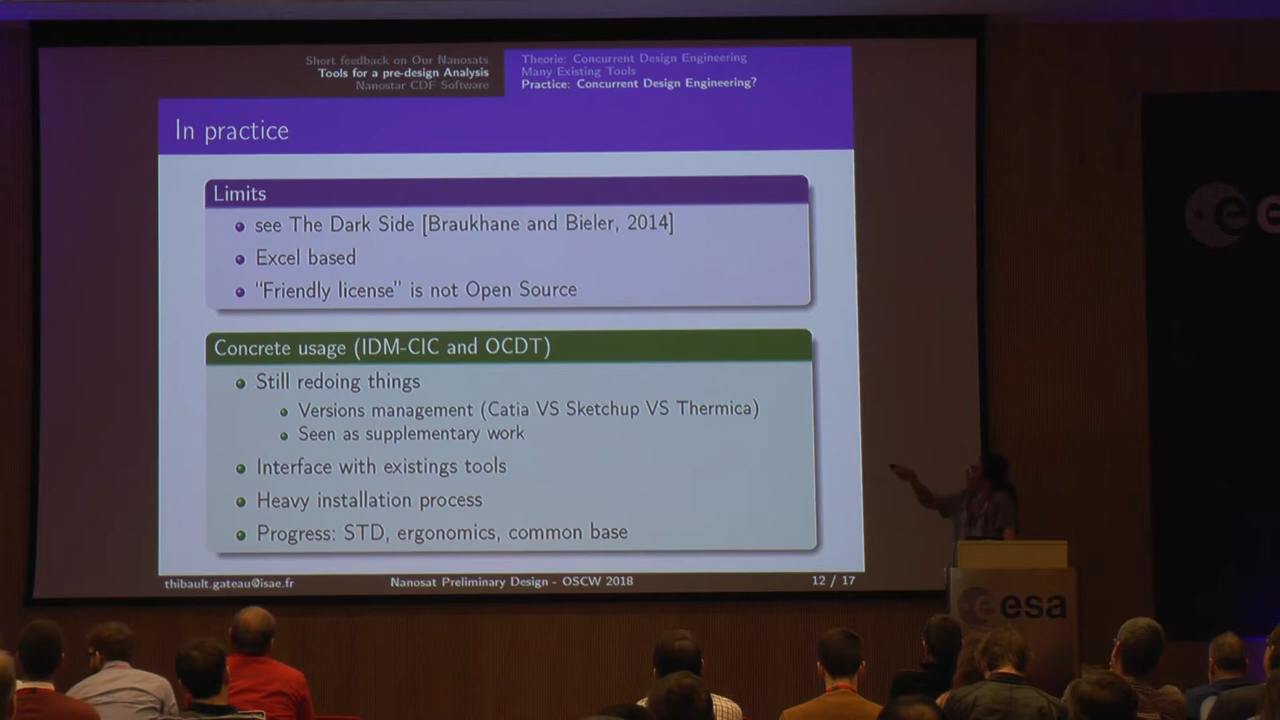 Short feedback on Our Nanosats
Tools for a pre-design Analysis
Nanostar CDF Software
Theorie: Concurrent Design Engineering
Many Existing Tools
Practice: Concurrent Design Engineering?
In practice
Limits
see The Dark Side [Braukhane and Bieler, 2014]
Excel based
“Friendly license” is not Open Source
Concrete usage (IDM-CIC and OCDT)
Still redoing things
Versions management (Catia VS Sketchup VS Thermica)
Seen as supplementary work
Interface with existings tools
Heavy installation process
Progress: STD, ergonomics, common base
thibault.gateau@isae.fr
Nanosat Preliminary Design - OSCW 2018
12 / 17
esa